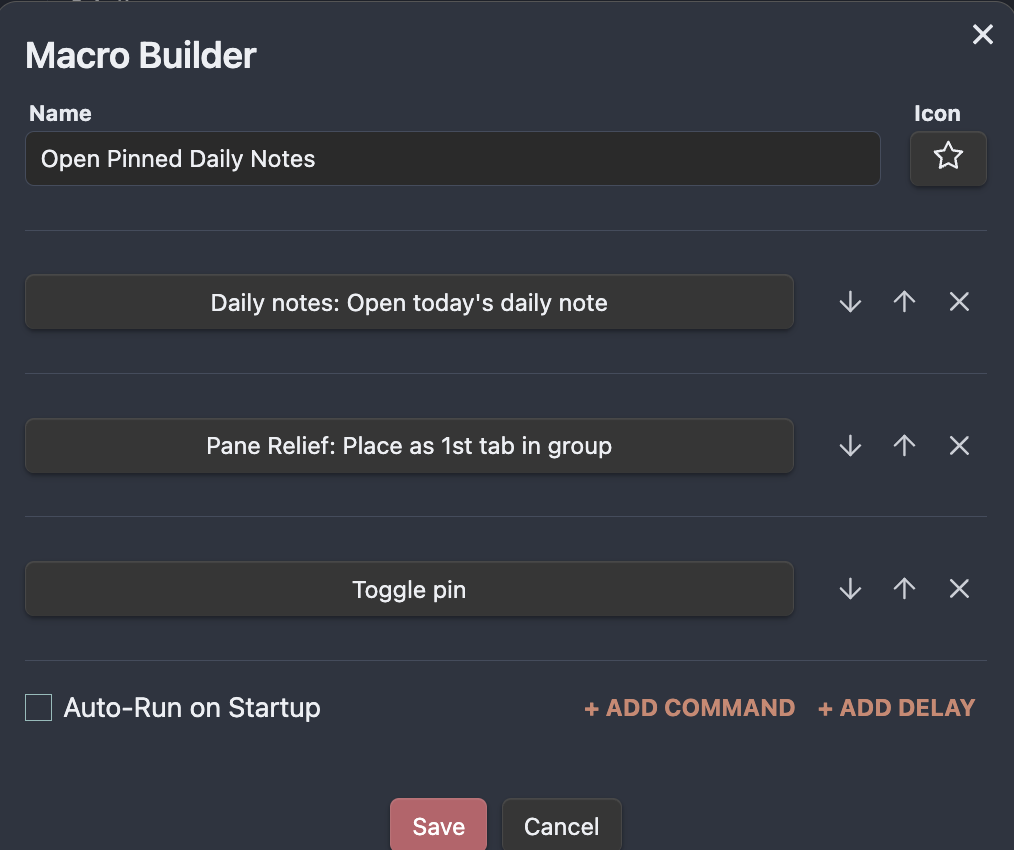 Macro Builder
Name
Icon
Open Pinned Daily Notes
Daily notes: Open today's daily note
Pane Relief: Place as 1st tab in group
Toggle pin
Auto-Run on Startup
+ ADD COMMAND
+ ADD DELAY
Save
Cancel